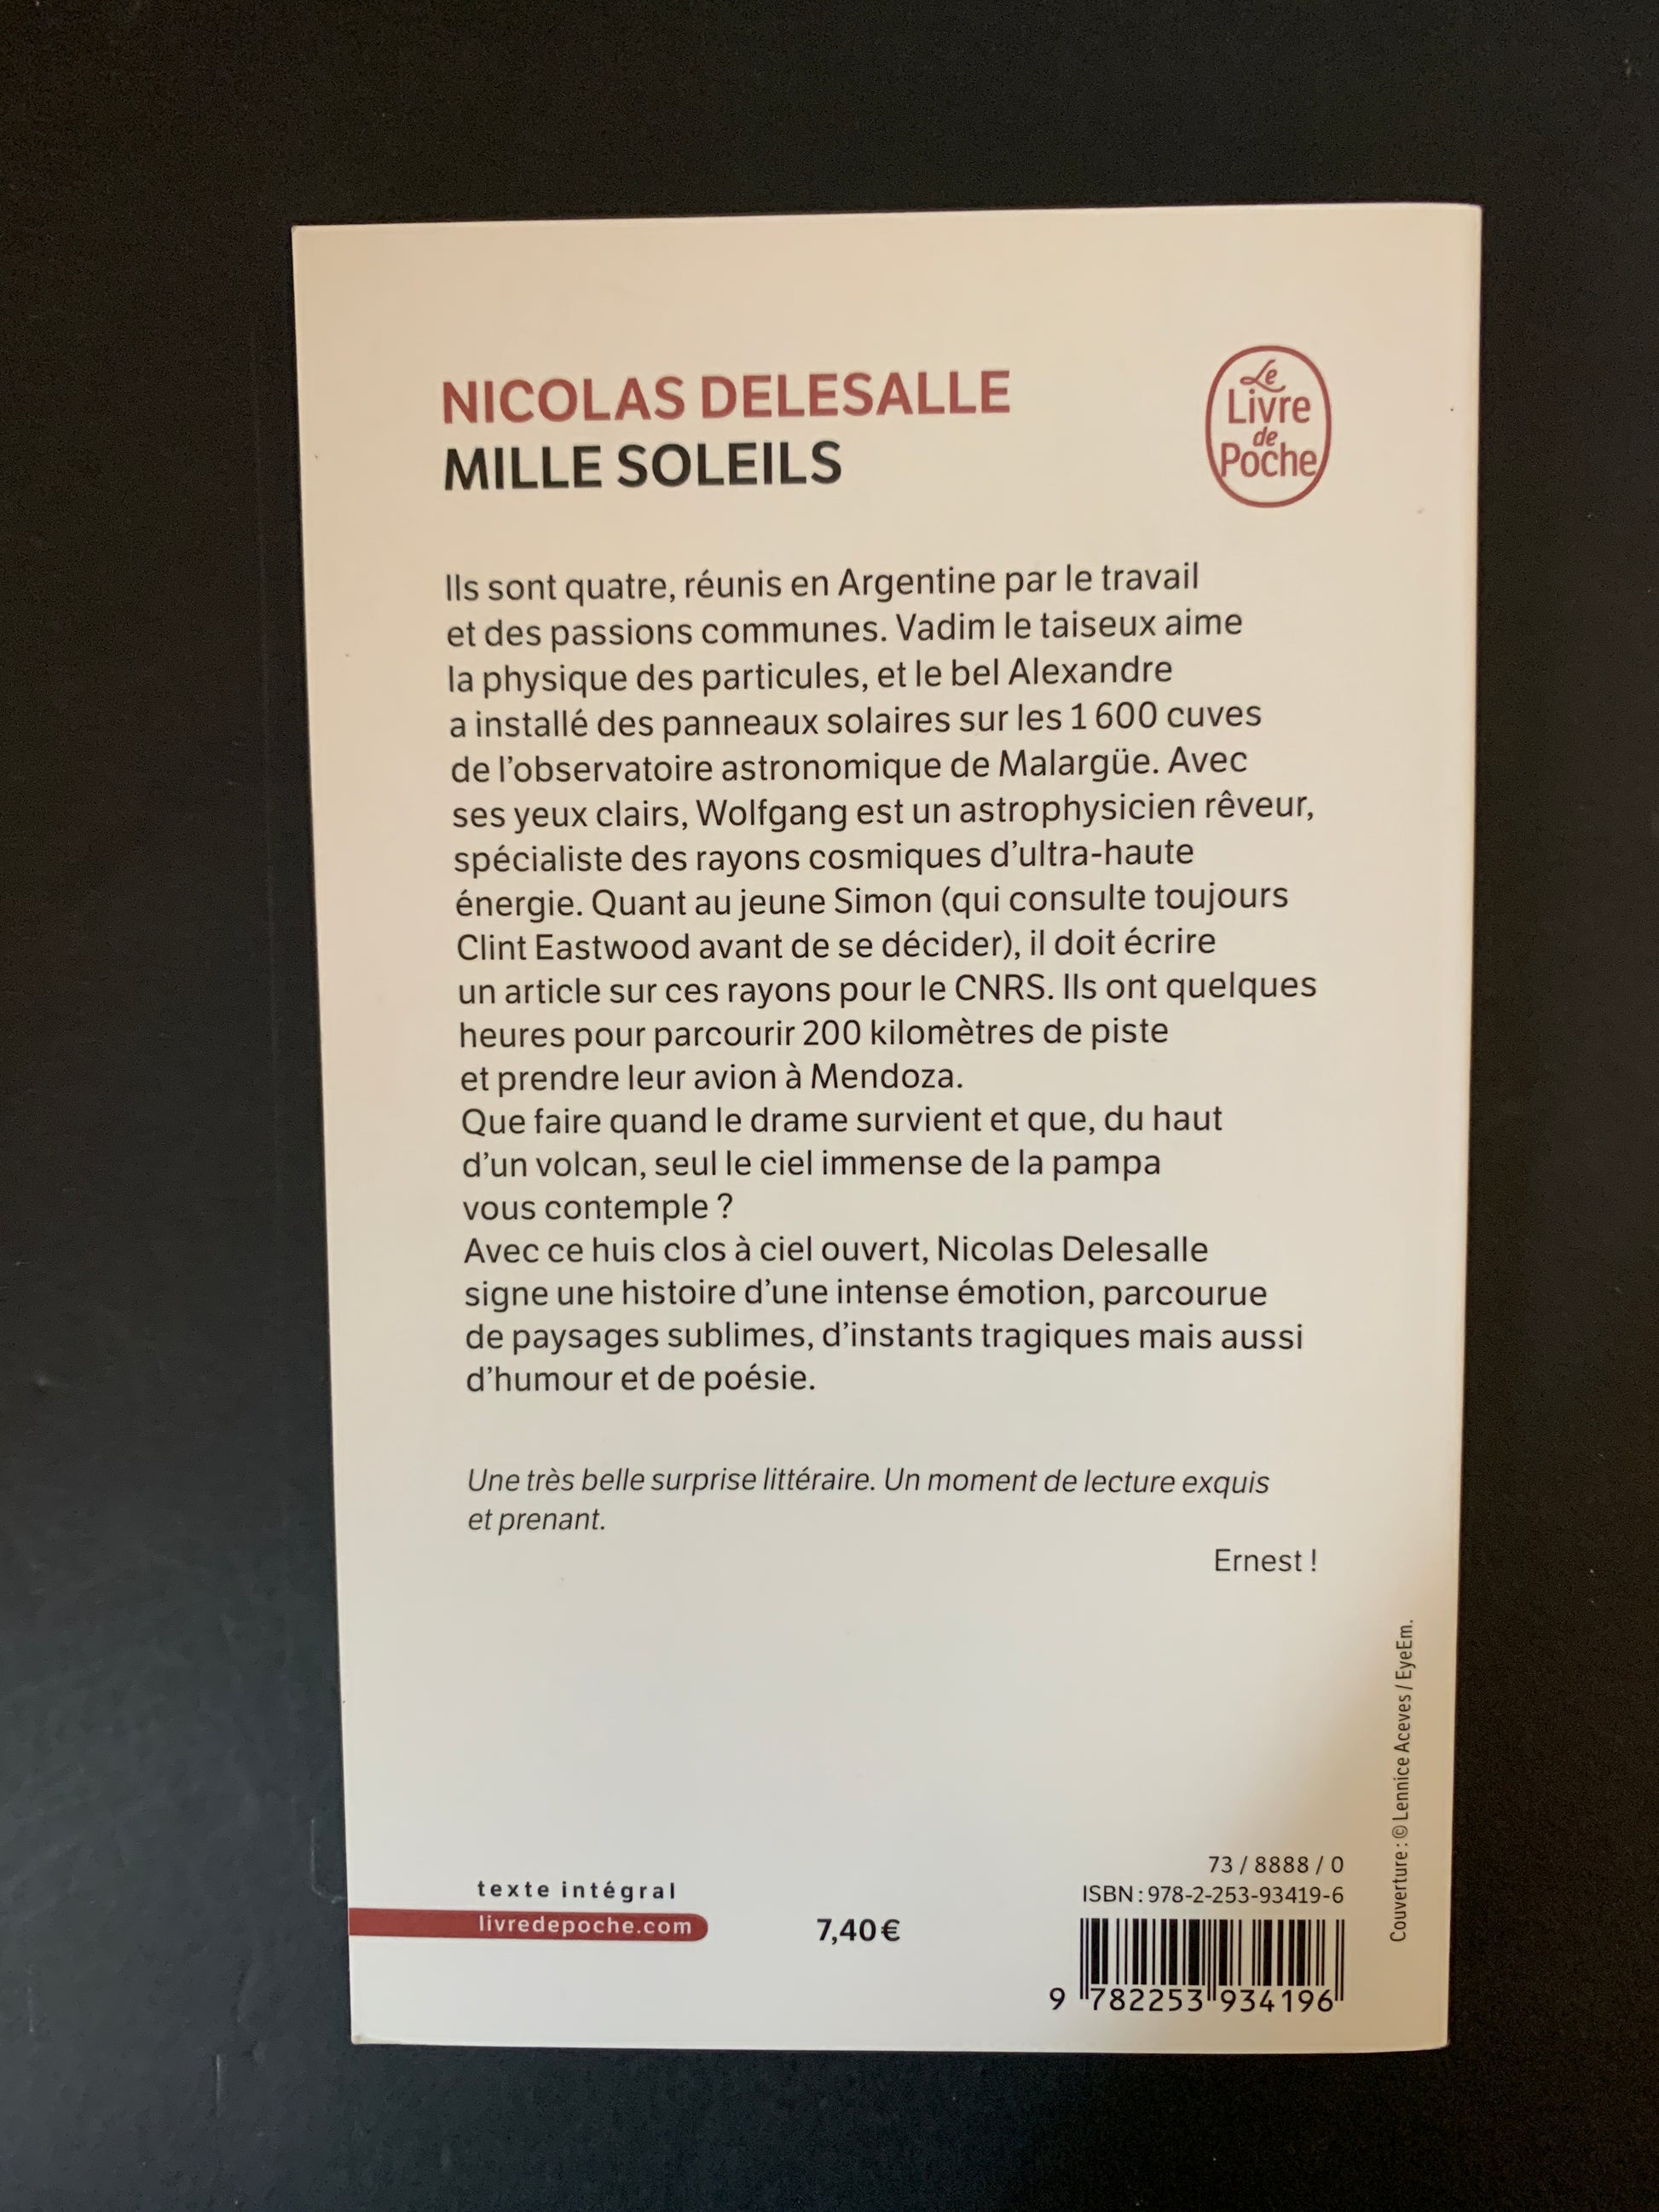 NICOLAS DELESALLE
MILLE SOLEILS
Le
Livre
de
Poche
Ils sont quatre, réunis en Argentine par le travail
et des passions communes. Vadim le taiseux aime
la physique des particules, et le bel Alexandre
a installé des panneaux solaires sur les 1 600 cuves
de l’observatoire astronomique de Malargüe. Avec
ses yeux clairs, Wolfgang est un astrophysicien rêveur,
spécialiste des rayons cosmiques d’ultra-haute
énergie. Quant au jeune Simon (qui consulte toujours
Clint Eastwood avant de se décider), il doit écrire
un article sur ces rayons pour le CNRS. Ils ont quelques
heures pour parcourir 200 kilomètres de piste
et prendre leur avion à Mendoza.
Que faire quand le drame survient et que, du haut
d’un volcan, seul le ciel immense de la pampa
vous contemple ?
Avec ce huis clos à ciel ouvert, Nicolas Delesalle
signe une histoire d’une intense émotion, parcourue
de paysages sublimes, d’instants tragiques mais aussi
d’humour et de poésie.
Une très belle surprise littéraire. Un moment de lecture exquis
et prenant.
Ernest !
Couverture : © Lennice Aceves / EyeEm.
texte intégral
livredepoche.com
7,40 €
73 / 8888 / 0
ISBN : 978-2-253-93419-6
9 782253 934196